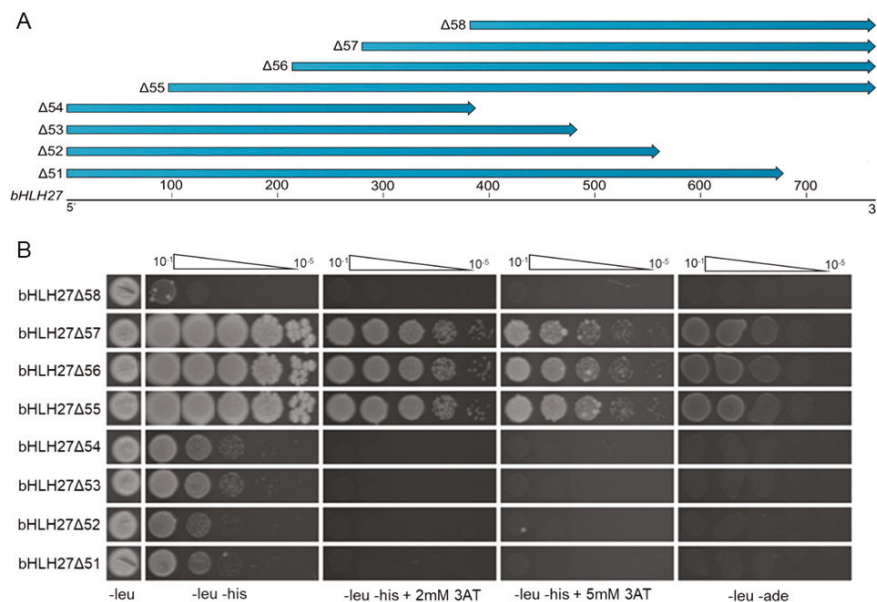 A
Δ58
Δ57
Δ56
Δ55
Δ54
Δ53
Δ52
Δ51
100 200 300 400 500 600 700
bHLH27
5' 3
B
10-1 10-5 10-1 10-5 10-1 10-5 10-1 10-5
bHLH27Δ58
bHLH27Δ57
bHLH27Δ56
bHLH27Δ55
bHLH27Δ54
bHLH27Δ53
bHLH27Δ52
bHLH27Δ51
-leu -leu -his -leu -his + 2mM 3AT -leu -his + 5mM 3AT -leu -ade